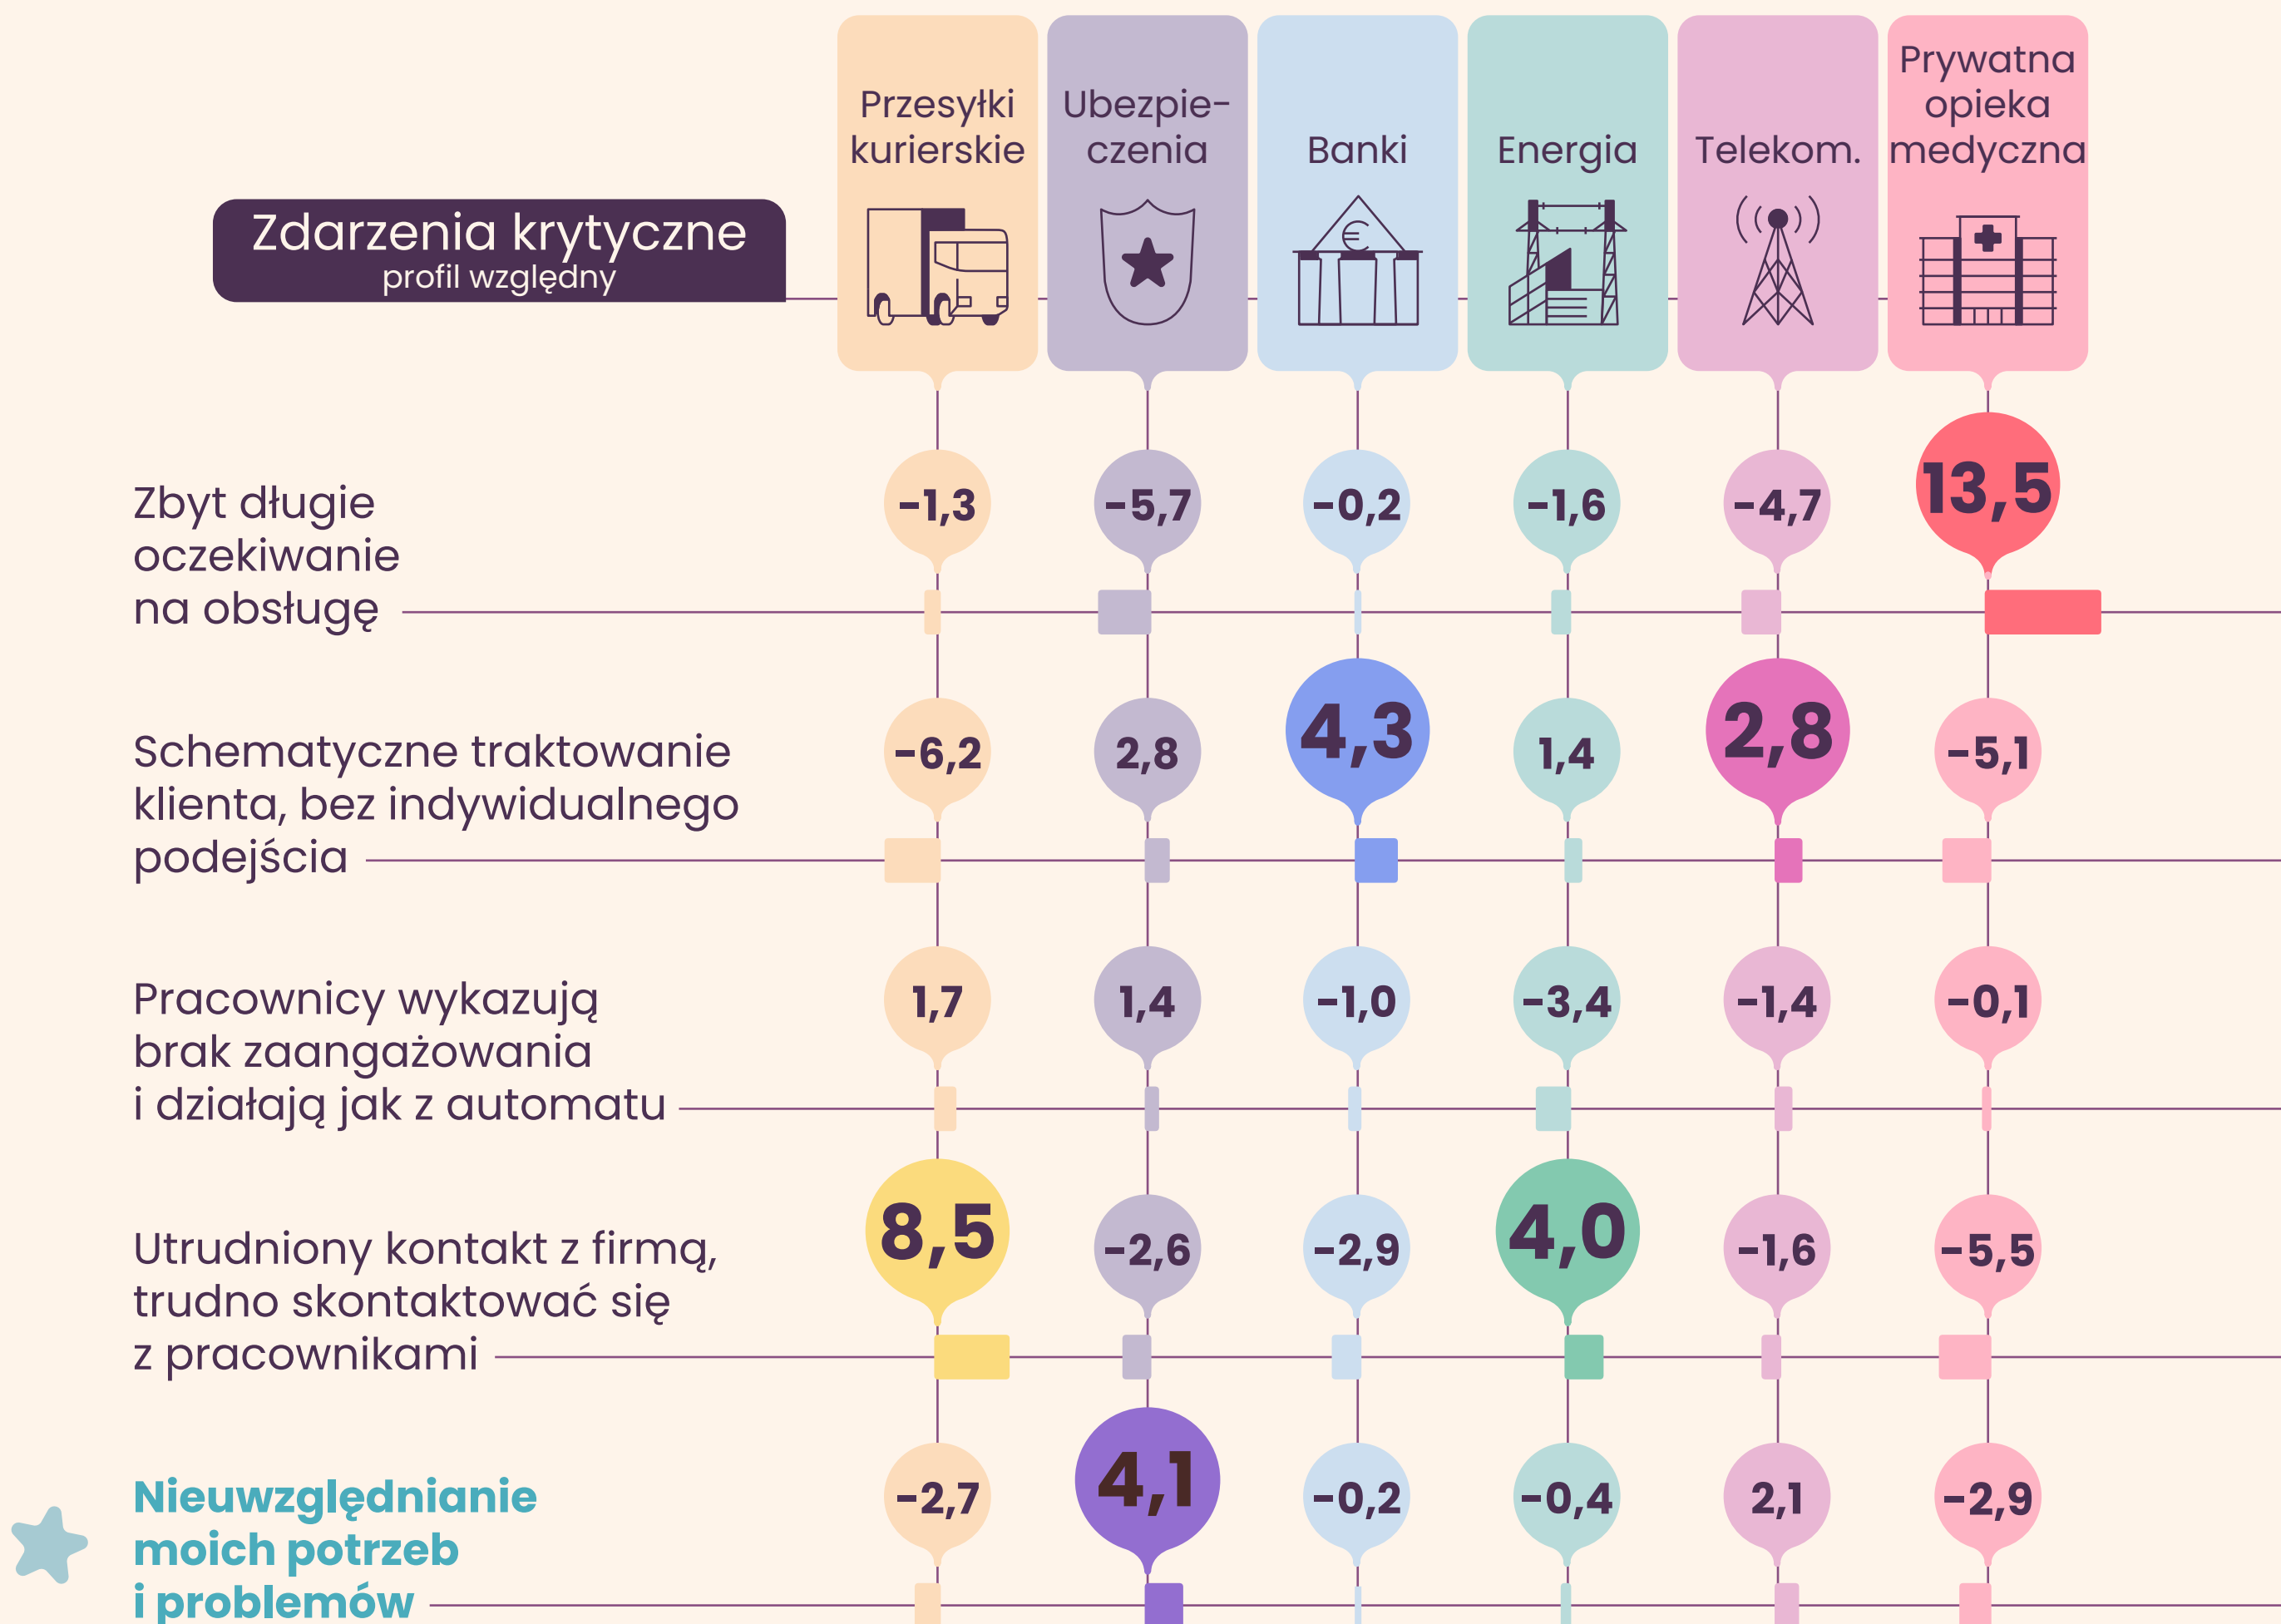 Przesyłki
kurierskie
Ubezpie-
czenia
Banki
Energia
Telekom.
Prywatna
opieka
medyczna
€
Zdarzenia krytyczne
profil względny
Zbyt długie
oczekiwanie
na obsługę
-1,3 -5,7 -0,2 -1,6 -4,7 13,5
Schematyczne traktowanie
klienta, bez indywidualnego
podejścia
-6,2 2,8 4,3 1,4 2,8 -5,1
Pracownicy wykazują
brak zaangażowania
i działają jak z automatu
1,7 1,4 -1,0 -3,4 -1,4 -0,1
Utrudniony kontakt z firmą,
trudno skontaktować się
z pracownikami
8,5 -2,6 -2,9 4,0 -1,6 -5,5
Nieuwzględnianie
moich potrzeb
i problemów
-2,7 4,1 -0,2 -0,4 2,1 -2,9